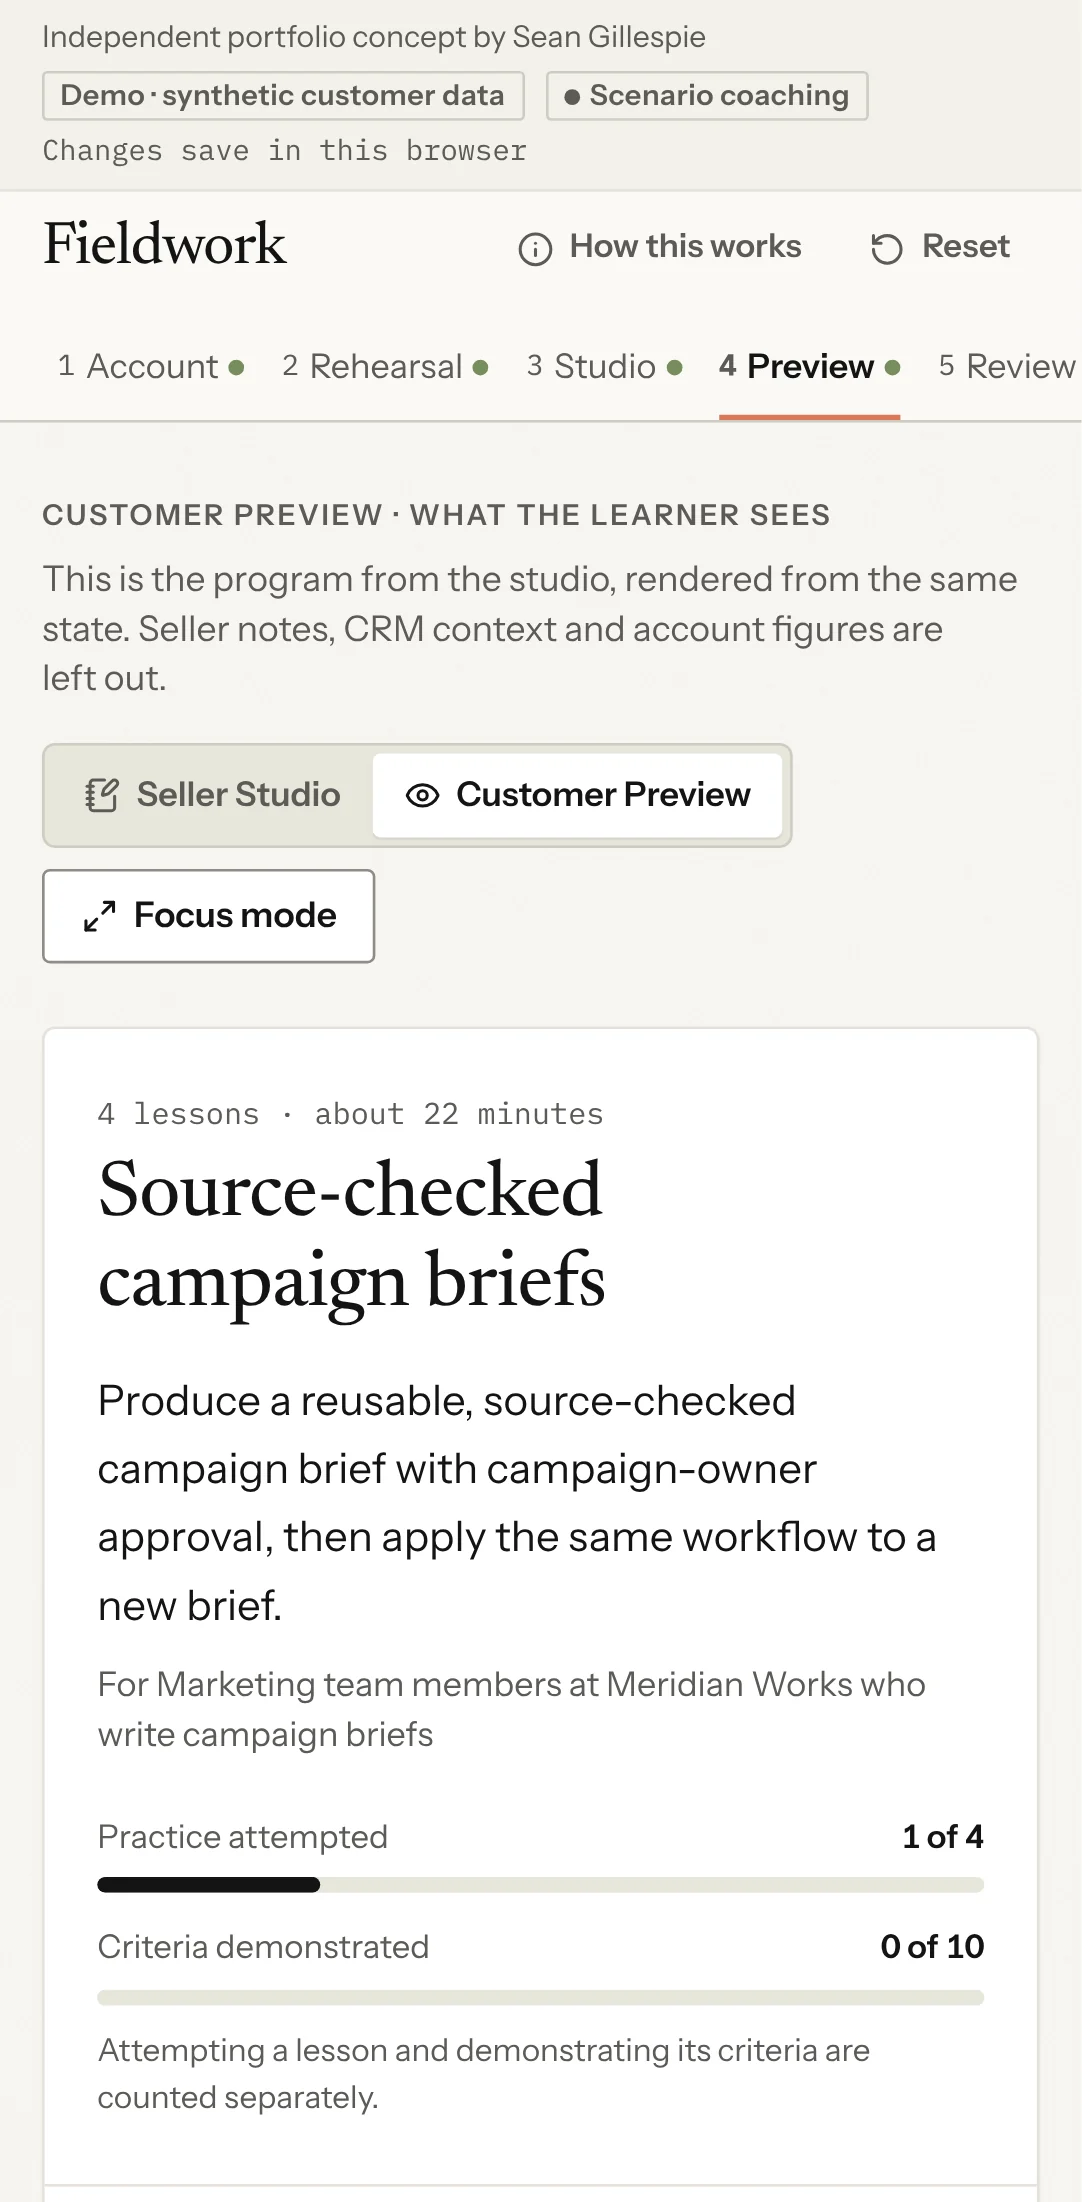 Independent portfolio concept by Sean Gillespie
Demo · synthetic customer data
Scenario coaching
Changes save in this browser
Fieldwork
How this works
Reset
1 Account
2 Rehearsal
3 Studio
4 Preview
5 Review
CUSTOMER PREVIEW · WHAT THE LEARNER SEES
This is the program from the studio, rendered from the same
state. Seller notes, CRM context and account figures are
left out.
Seller Studio
Customer Preview
Focus mode
4 lessons · about 22 minutes
Source-checked
campaign briefs
Produce a reusable, source-checked
campaign brief with campaign-owner
approval, then apply the same workflow to a
new brief.
For Marketing team members at Meridian Works who
write campaign briefs
Practice attempted 1 of 4
Criteria demonstrated 0 of 10
Attempting a lesson and demonstrating its criteria are
counted separately.